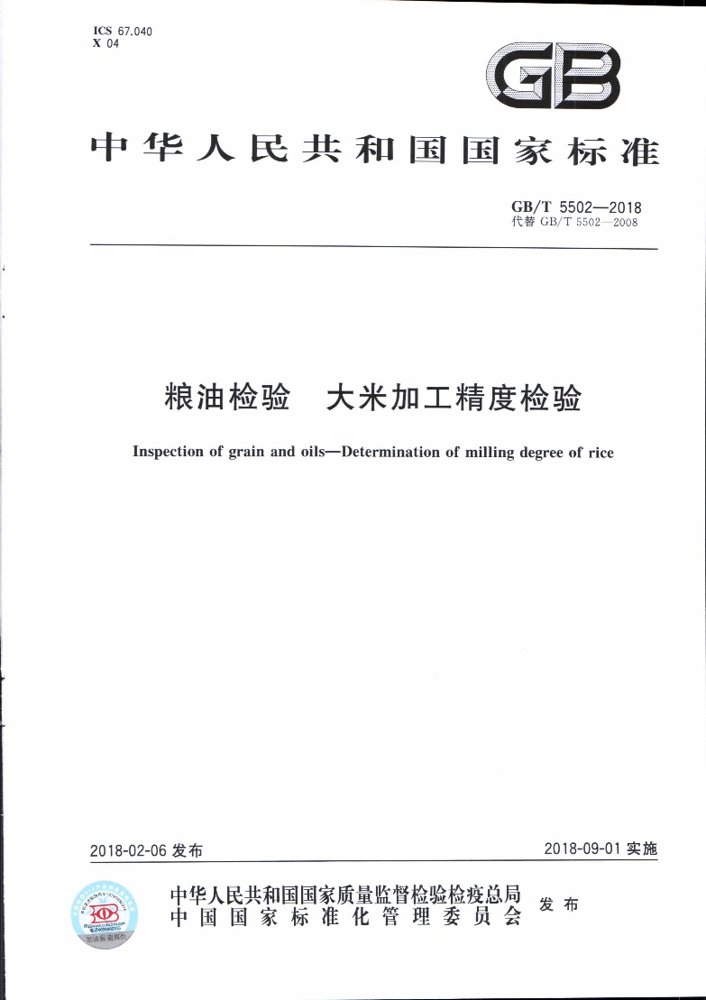 ICS 67.040
X 04
GB
中华人民共和国国家标准
GB/T 5502—2018
代替 GB/T 5502—2008
粮油检验 大米加工精度检验
Inspection of grain and oils—Determination of milling degree of rice
2018-02-06 发布
2018-09-01 实施
中华人民共和国国家质量监督检验检疫总局
中国国家标准化管理委员会
发布